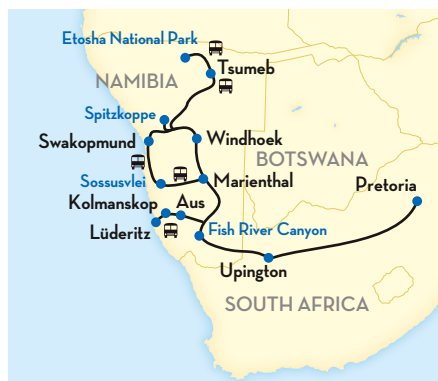 Etosha National Park
Tsumeb
NAMIBIA
Spitzkoppe
Swakopmund
Windhoek
BOTSWANA
Sossusvlei
Marienthal
Pretoria
Kolmanskop
Aus
Lüderitz
Fish River Canyon
Upington
SOUTH AFRICA